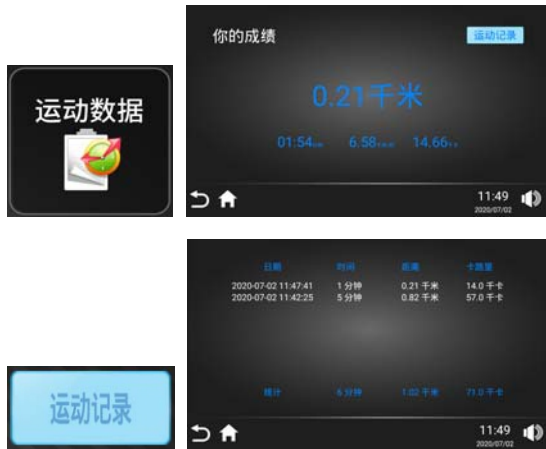 你的成绩
运动记录
运动数据
0.21千米
01:54
6.58
14.66
11:49
2020/07/02
日期 时间 距离 卡路里
2020-07-02 11:47:41 1 分钟 0.21 千米 14.0 千卡
2020-07-02 11:42:25 5 分钟 0.82 千米 57.0 千卡
6 分钟 1.02 千米 71.0 千卡
运动记录
11:49
2020/07/02